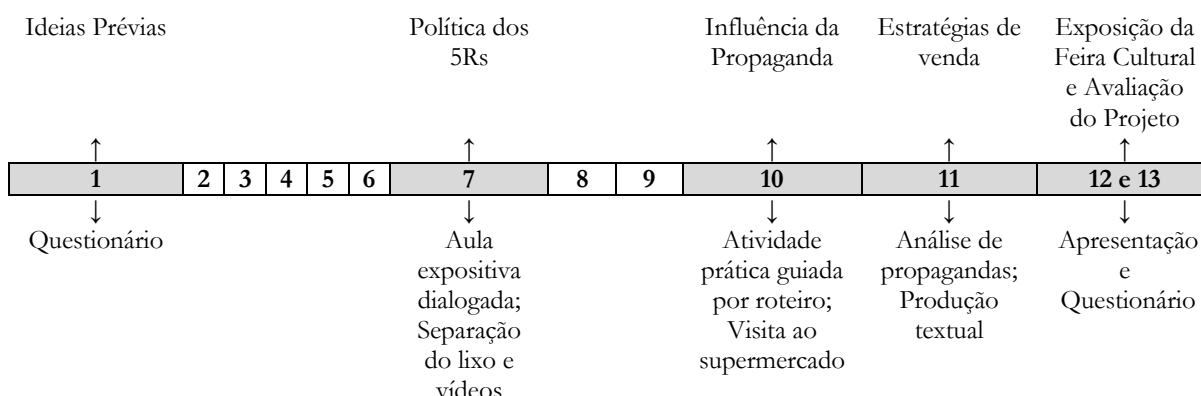 Ideias Prévias
Política dos
5Rs
Influência da
Propaganda
Estratégias de
venda
Exposição da
Feira Cultural
e Avaliação
do Projeto
↑ ↑ ↑ ↑ ↑
1 2 3 4 5 6 7 8 9 10 11 12 e 13
↓ ↓ ↓ ↓ ↓
Questionário
Aula
expositiva
dialogada;
Separação
do lixo e
vídeos
Atividade
prática guiada
por roteiro;
Visita ao
supermercado
Análise de
propagandas;
Produção
textual
Apresentação
e
Questionário